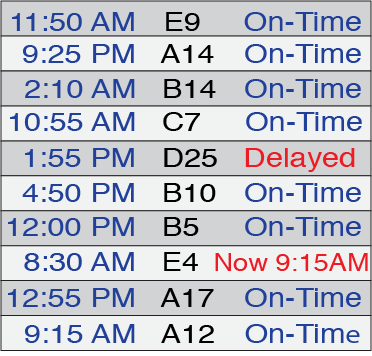 11:50 AM E9 On-Time
9:25 PM A14 On-Time
2:10 AM B14 On-Time
10:55 AM C7 On-Time
1:55 PM D25 Delayed
4:50 PM B10 On-Time
12:00 PM B5 On-Time
8:30 AM E4 Now 9:15AM
12:55 PM A17 On-Time
9:15 AM A12 On-Time